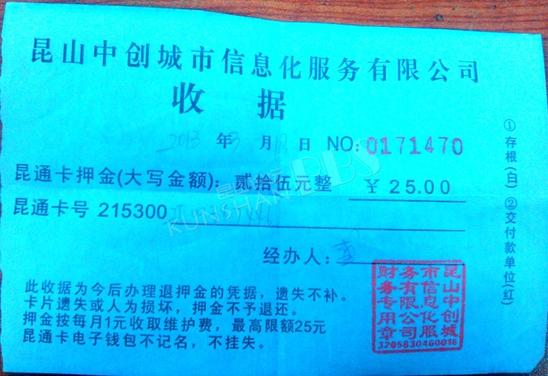 昆山中创城市信息化服务有限公司
收 据
2013 年 3 月 日 NO: 0171470
昆通卡押金(大写金额): 贰拾伍元整 ￥25.00
昆通卡号 215300
经办人:
此收据为今后办理退押金的凭据，遗失不补。
卡片遗失或人为损坏，押金不予退还。
押金按每月1元收取维护费，最高限额25元
昆通卡电子钱包不记名，不挂失。
①存根(白) ②交付款单位(红)
昆山中创城
市信息化服
务有限公司
财务专用章
3205830460016
KUNSHAN BBS